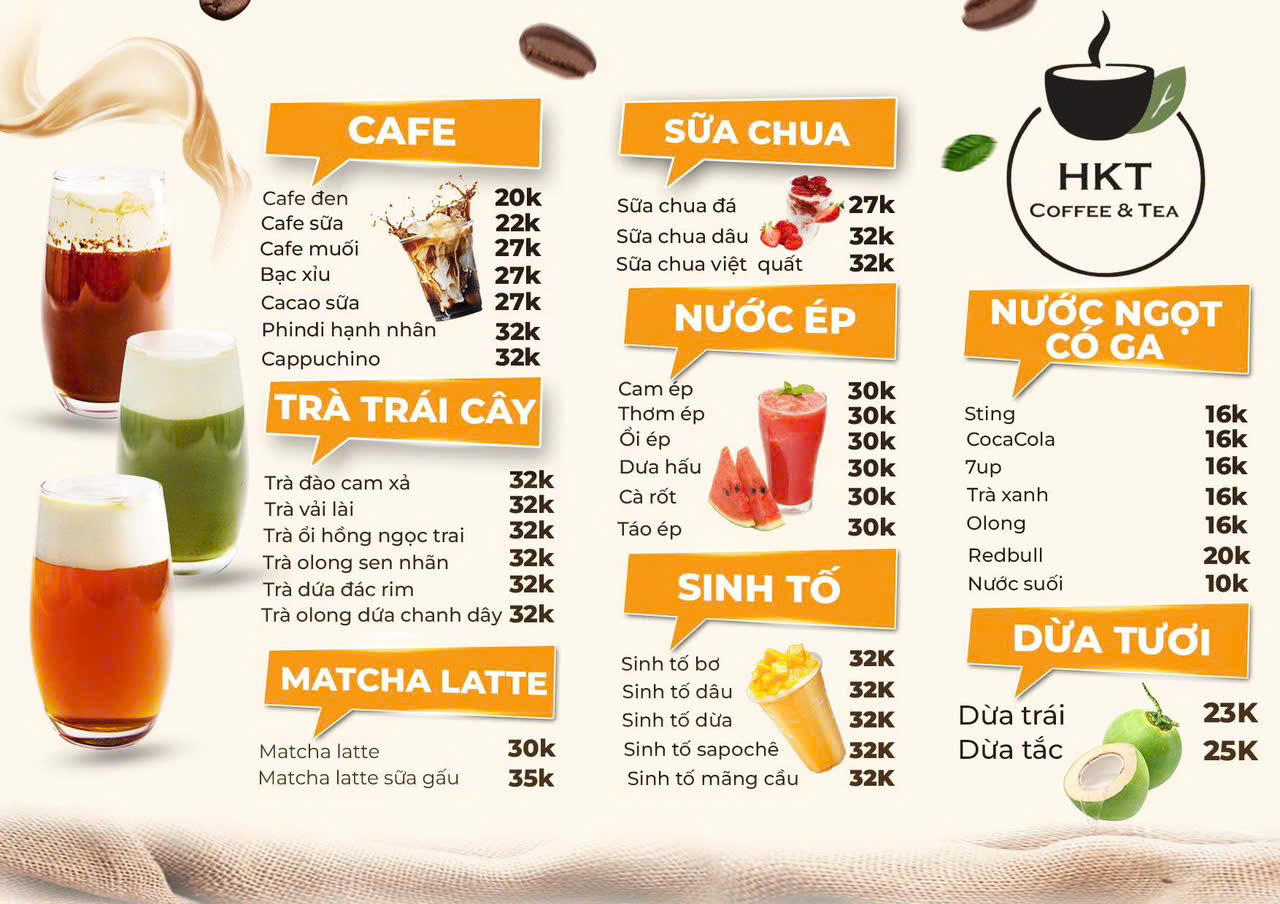 CAFE
Cafe đen 20k
Cafe sữa 22k
Cafe muối 27k
Bạc xỉu 27k
Cacao sữa 27k
Phindi hạnh nhân 32k
Cappuchino 32k
TRÀ TRÁI CÂY
Trà đào cam xả 32k
Trà vải lài 32k
Trà ổi hồng ngọc trai 32k
Trà olong sen nhãn 32k
Trà dứa đác rim 32k
Trà olong dứa chanh dây 32k
MATCHA LATTE
Matcha latte 30k
Matcha latte sữa gấu 35k
SỮA CHUA
Sữa chua đá 27k
Sữa chua dâu 32k
Sữa chua việt quất 32k
NƯỚC ÉP
Cam ép 30k
Thơm ép 30k
Ổi ép 30k
Dưa hấu 30k
Cà rốt 30k
Táo ép 30k
SINH TỐ
Sinh tố bơ 32K
Sinh tố dâu 32K
Sinh tố dừa 32K
Sinh tố sapochê 32K
Sinh tố mãng cầu 32K
HKT
COFFEE & TEA
NƯỚC NGỌT
CÓ GA
Sting 16k
CocaCola 16k
7up 16k
Trà xanh 16k
Olong 16k
Redbull 20k
Nước suối 10k
DỪA TƯƠI
Dừa trái 23K
Dừa tắc 25K